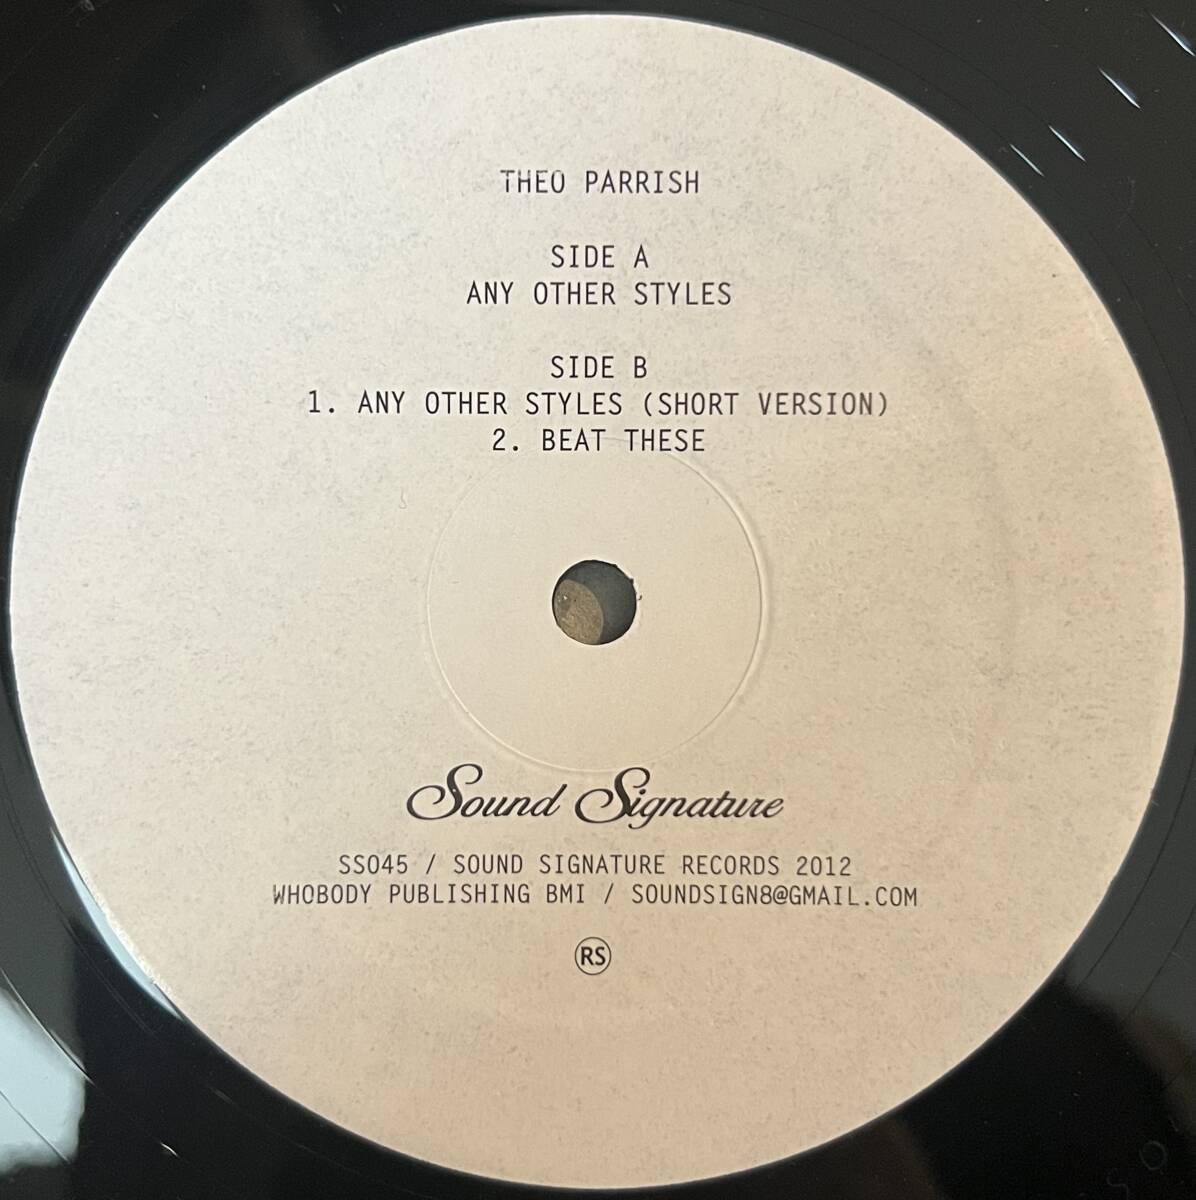 THEO PARRISH
SIDE A
ANY OTHER STYLES
SIDE B
1. ANY OTHER STYLES (SHORT VERSION)
2. BEAT THESE
Sound Signature
SS045 / SOUND SIGNATURE RECORDS 2012
WHOBODY PUBLISHING BMI / SOUNDSIGN8@GMAIL.COM
RS